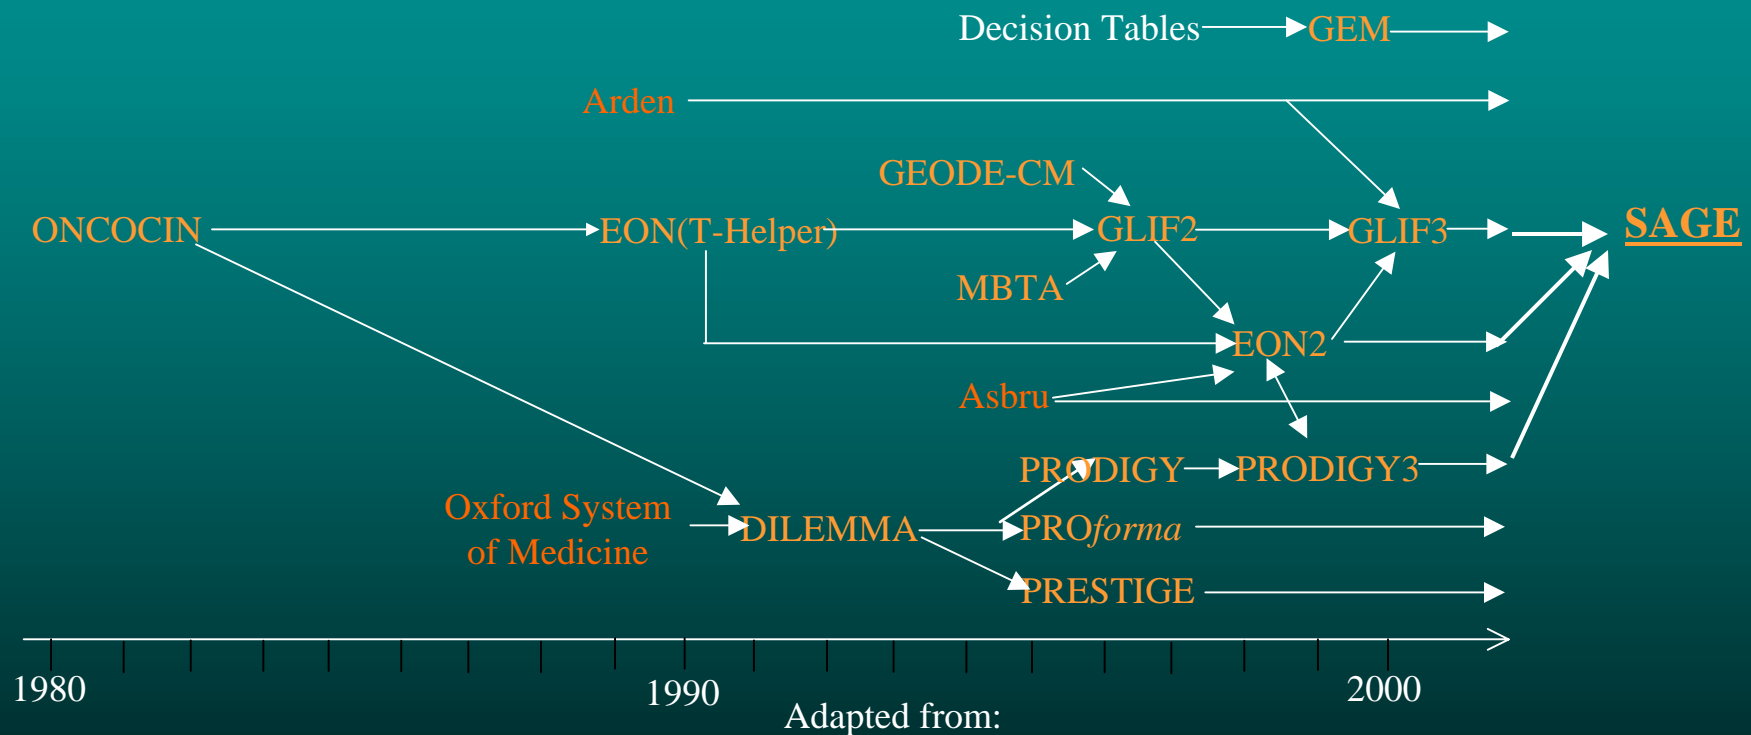 Decision Tables GEM
Arden
GEODE-CM
ONCOCIN EON(T-Helper) GLIF2 GLIF3 SAGE
MBTA
EON2
Asbru
PRODIGY PRODIGY3
Oxford System
of Medicine
DILEMMA PROforma
PRESTIGE
1980 1990 2000
Adapted from: